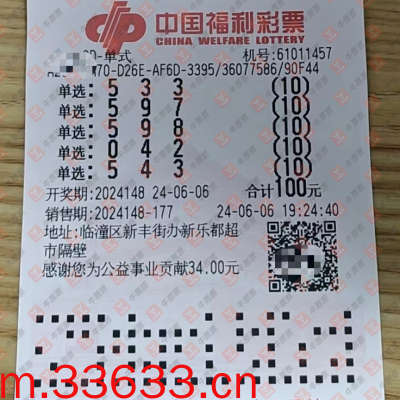 中国福利彩票
CHINA WELFARE LOTTERY
D-单式 机号:61011457
70-D26E-AF6D-3395/36077586/90F44
单选: 5 3 3 (10)
单选: 5 9 7 (10)
单选: 5 9 8 (10)
单选: 0 4 2 (10)
单选: 5 4 3 (10)
开奖期:2024148 24-06-06 合计100元
销售期:2024148-177 24-06-06 19:24:40
地址:临潼区新丰街办新乐都超
市隔壁
感谢您为公益事业贡献34.00元
m.33633.cn